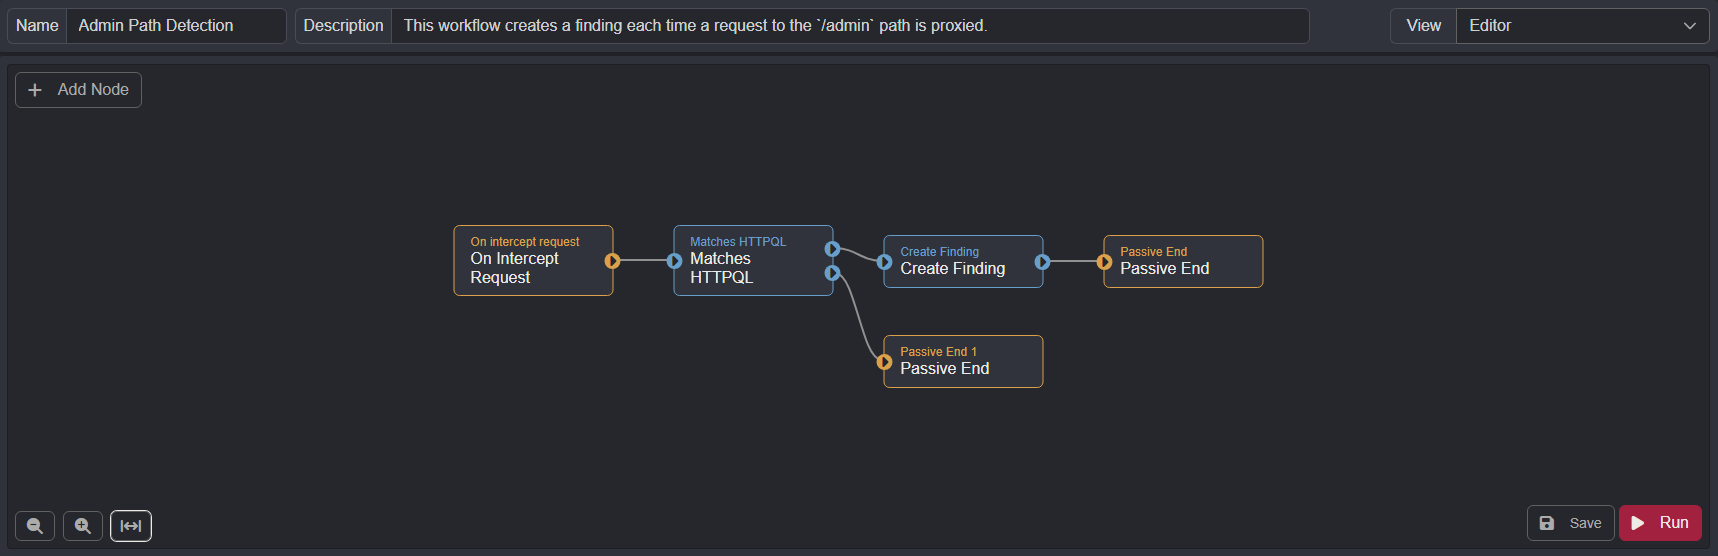 Name Admin Path Detection Description This workflow creates a finding each time a request to the `/admin` path is proxied. View Editor
Add Node
On intercept request
On Intercept
Request
Matches HTTPQL
Matches
HTTPQL
Create Finding
Create Finding
Passive End
Passive End
Passive End 1
Passive End
Save Run